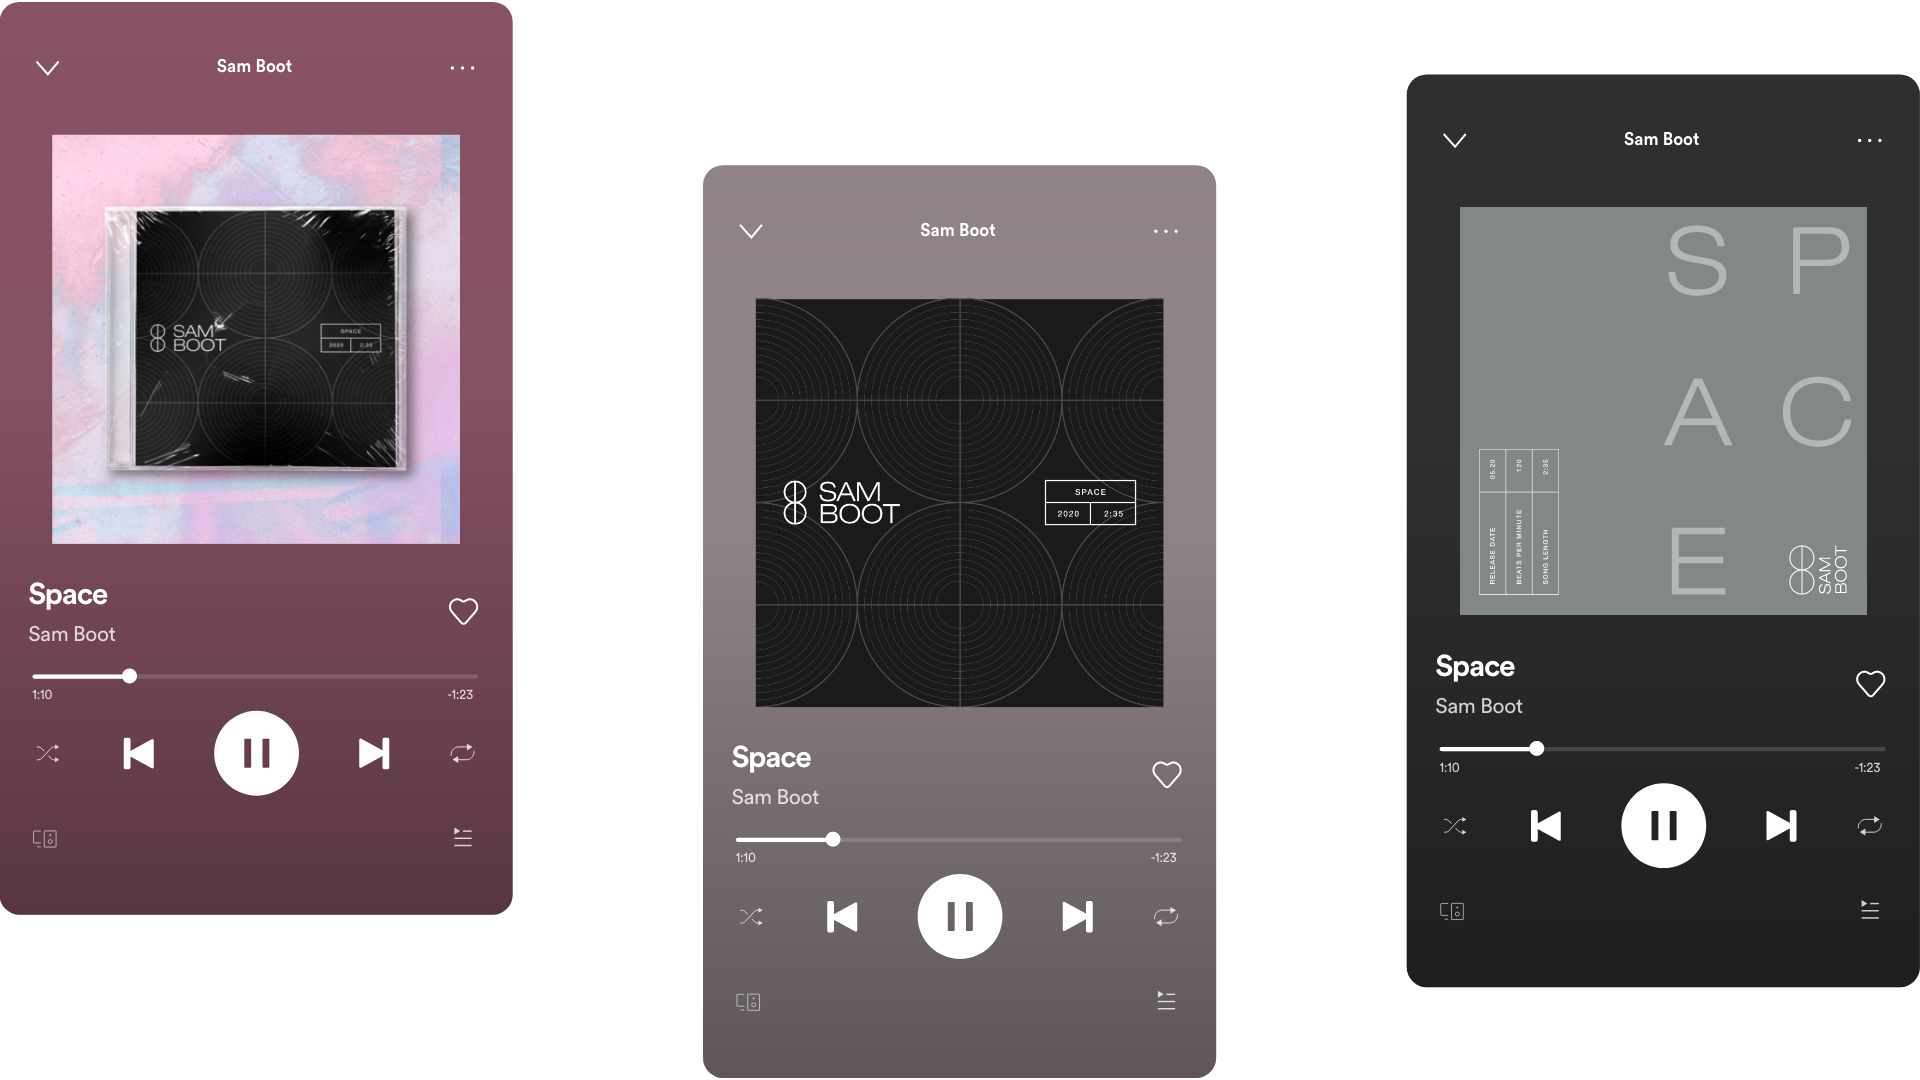 Sam Boot
SAM
BOOT
SPACE
2020 2:35
Space
Sam Boot
1:10 -1:23
Sam Boot
SAM
BOOT
SPACE
2020 2:35
Space
Sam Boot
1:10 -1:23
Sam Boot
S P
A C
E
RELEASE DATE 05.20
BEATS PER MINUTE 120
SONG LENGTH 2:35
SAM
BOOT
Space
Sam Boot
1:10 -1:23